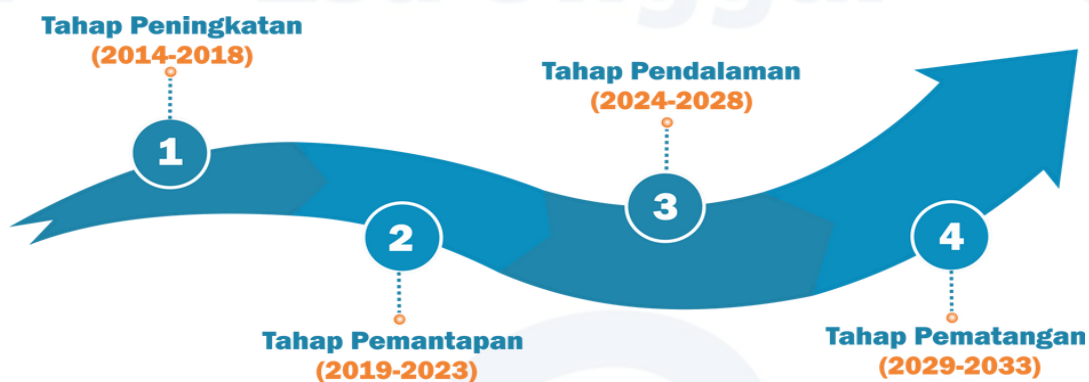 Tahap Peningkatan
(2014-2018)
1
2
Tahap Pemantapan
(2019-2023)
Tahap Pendalaman
(2024-2028)
3
4
Tahap Pematangan
(2029-2033)